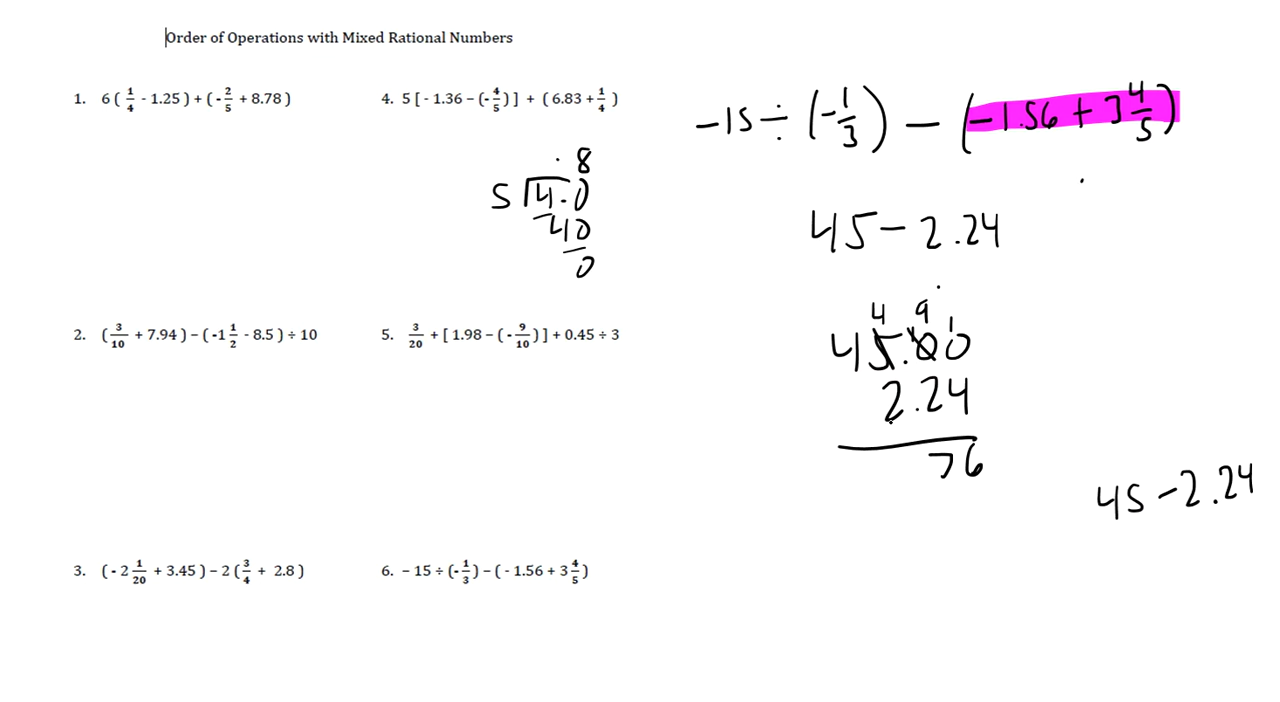 Order of Operations with Mixed Rational Numbers
1. 6 ( 1/4 - 1.25 ) + (- 2/5 + 8.78 )
4. 5 [ - 1.36 – (- 4/5 )] + ( 6.83 + 1/4 )
-15 ÷ (- 1/3 ) - (-1.56 + 3 4/5 )
.8
5 4.0
40
0
45 - 2.24
2. ( 3/10 + 7.94 ) – ( -1 1/2 - 8.5 ) ÷ 10
5. 3/20 + [ 1.98 – (- 9/10 )] + 0.45 ÷ 3
4 9 1
45.00
2.24
76
45 - 2.24
3. ( - 2 1/20 + 3.45 ) – 2 ( 3/4 + 2.8 )
6. – 15 ÷ (- 1/3 ) – ( - 1.56 + 3 4/5 )